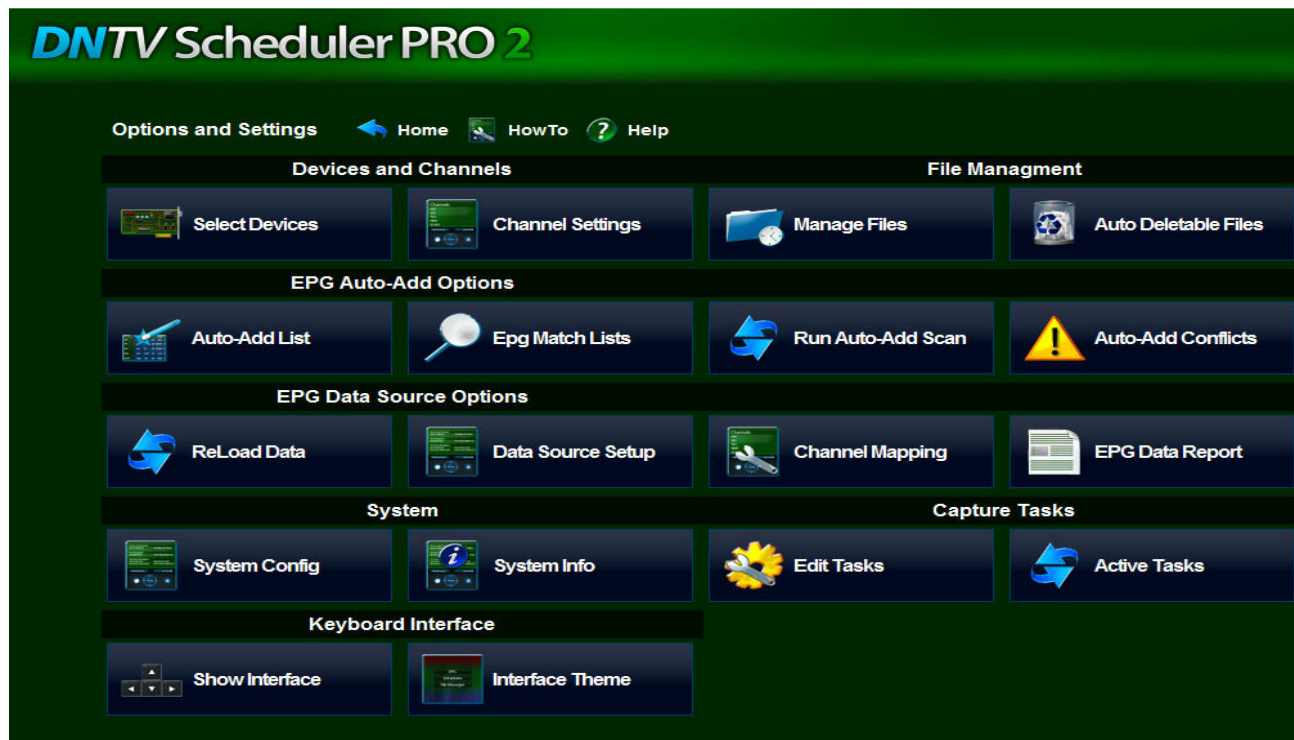 DNTV Scheduler PRO 2
Options and Settings Home HowTo Help
Devices and Channels File Managment
Select Devices Channel Settings Manage Files Auto Deletable Files
EPG Auto-Add Options
Auto-Add List Epg Match Lists Run Auto-Add Scan Auto-Add Conflicts
EPG Data Source Options
ReLoad Data Data Source Setup Channel Mapping EPG Data Report
System Capture Tasks
System Config System Info Edit Tasks Active Tasks
Keyboard Interface
Show Interface Interface Theme